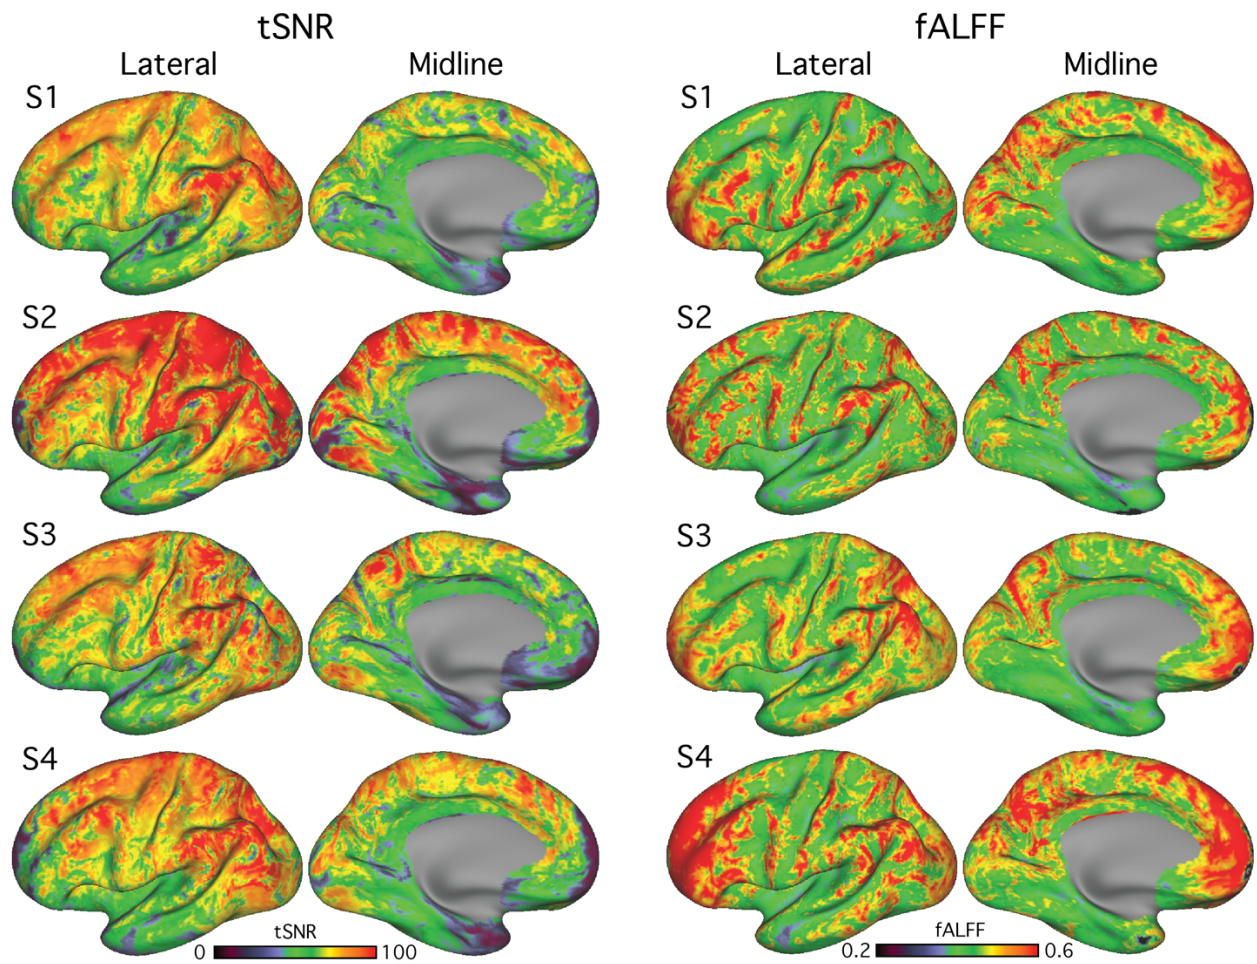 tSNR
fALFF
Lateral
Midline
Lateral
Midline
S1
S1
S2
S2
S3
S3
S4
S4
tSNR
0
100
fALFF
0.2
0.6